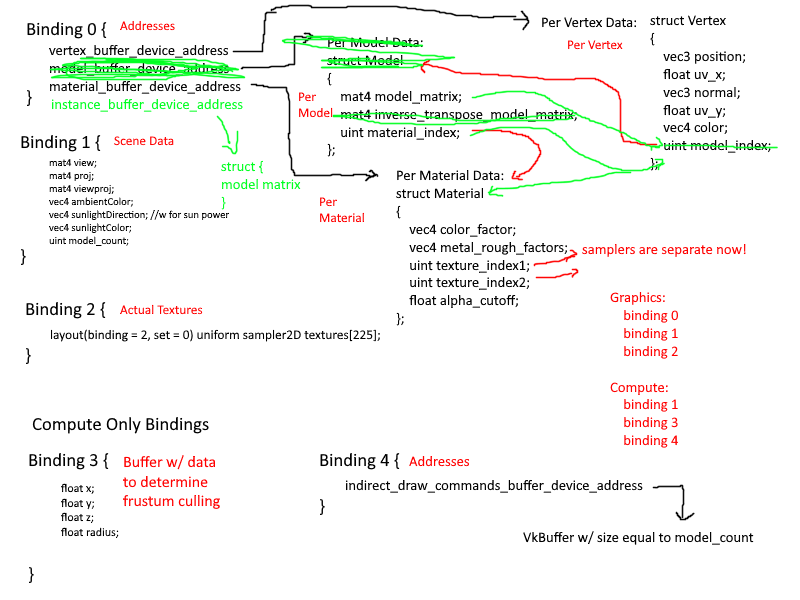 Binding 0 {
Addresses
vertex_buffer_device_address
model_buffer_device_address
material_buffer_device_address
instance_buffer_device_address
}
struct {
model matrix
}
Per Model Data:
struct Model
{
Per
Model
mat4 model_matrix;
mat4 inverse_transpose_model_matrix;
uint material_index;
};
Per Vertex Data:
Per Vertex
struct Vertex
{
vec3 position;
float uv_x;
vec3 normal;
float uv_y;
vec4 color;
uint model_index;
};
Binding 1 {
Scene Data
mat4 view;
mat4 proj;
mat4 viewproj;
vec4 ambientColor;
vec4 sunlightDirection; //w for sun power
vec4 sunlightColor;
uint model_count;
}
Per Material Data:
struct Material
Per
Material
{
vec4 color_factor;
vec4 metal_rough_factors;
uint texture_index1;
uint texture_index2;
float alpha_cutoff;
};
samplers are separate now!
Binding 2 {
Actual Textures
layout(binding = 2, set = 0) uniform sampler2D textures[225];
}
Graphics:
binding 0
binding 1
binding 2
Compute:
binding 1
binding 3
binding 4
Compute Only Bindings
Binding 3 {
Buffer w/ data
to determine
frustum culling
float x;
float y;
float z;
float radius;
}
Binding 4 {
Addresses
indirect_draw_commands_buffer_device_address
}
VkBuffer w/ size equal to model_count